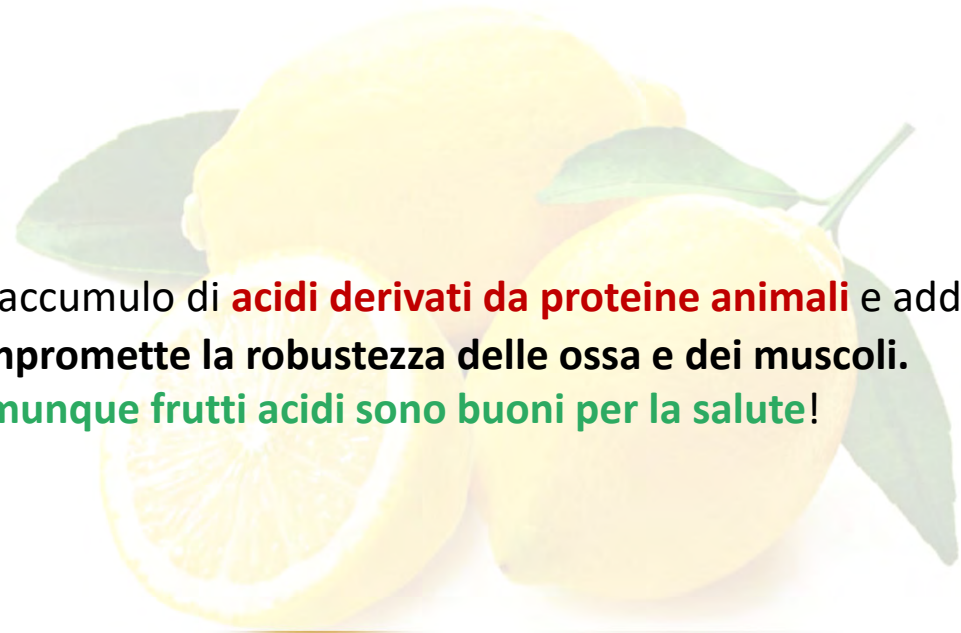 accumulo di acidi derivati da proteine animali e add
npromette la robustezza delle ossa e dei muscoli.
munque frutti acidi sono buoni per la salute!